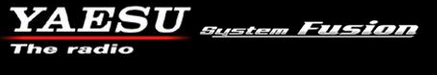 YAESU
The radio
System Fusion